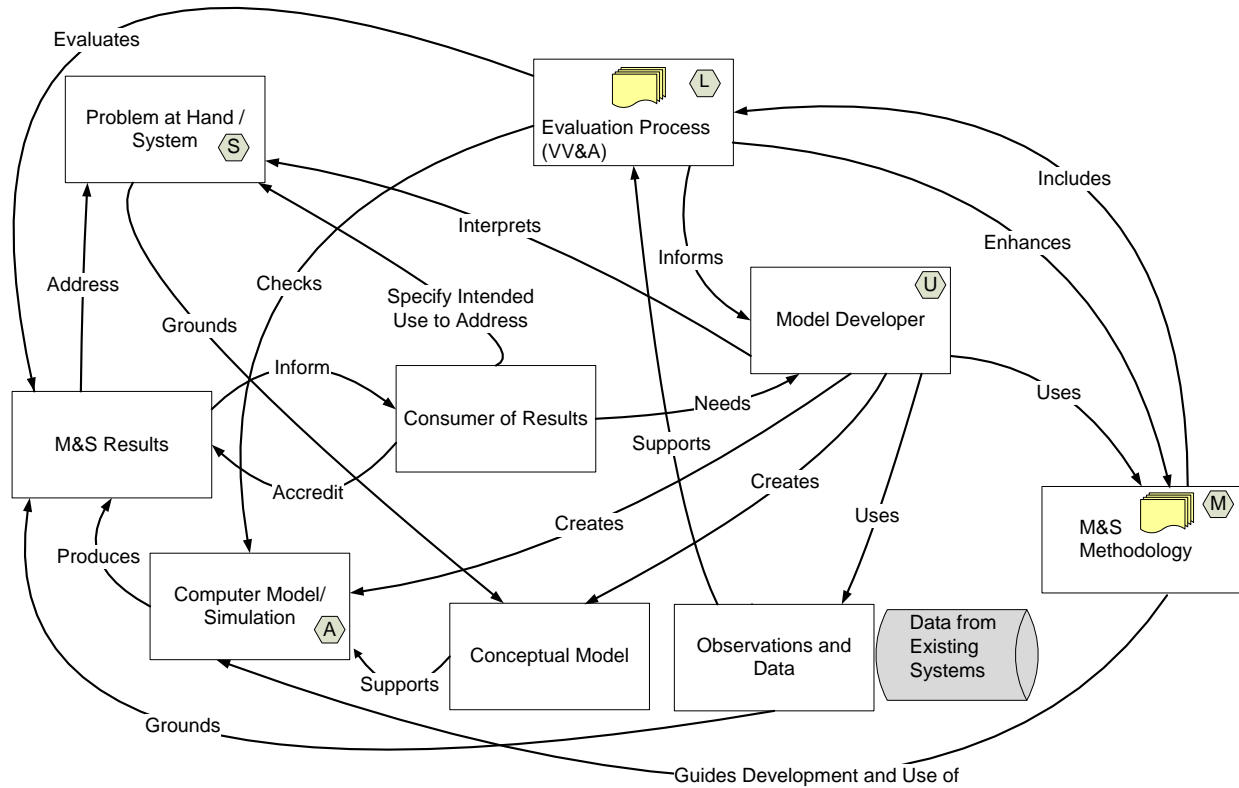 Evaluates
L
Problem at Hand /
System
S
Evaluation Process
(VV&A)
Includes
Interprets
Enhances
Informs
Address
Checks
Grounds
Specify Intended
Use to Address
U
Model Developer
Inform
Consumer of Results
Needs
Uses
M&S Results
Supports
Accredit
Creates
M
M&S
Methodology
Creates
Uses
Produces
Computer Model/
Simulation
A
Conceptual Model
Supports
Observations and
Data
Data from
Existing
Systems
Grounds
Guides Development and Use of